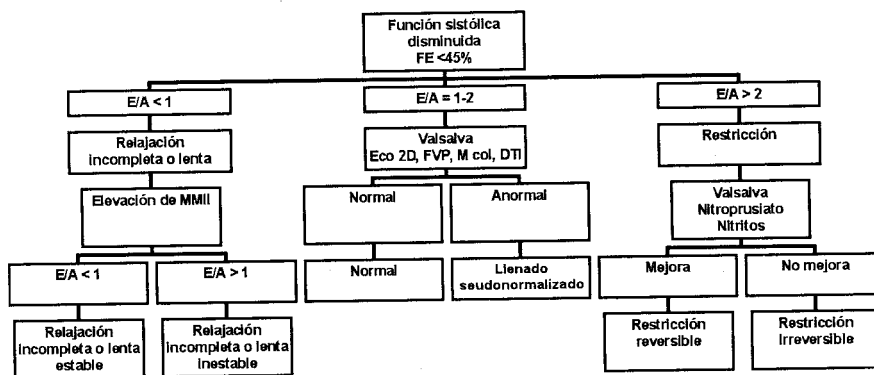 Función sistólica
disminuida
FE <45%
E/A < 1
E/A = 1-2
E/A > 2
Relajación
incompleta o lenta
Valsalva
Eco 2D, FVP, M col, DTI
Restricción
Elevación de MMII
Normal
Anormal
Valsalva
Nitroprusiato
Nitritos
E/A < 1
E/A > 1
Normal
Llenado
seudonormalizado
Mejora
No mejora
Relajación
incompleta o lenta
estable
Relajación
incompleta o lenta
inestable
Restricción
reversible
Restricción
irreversible